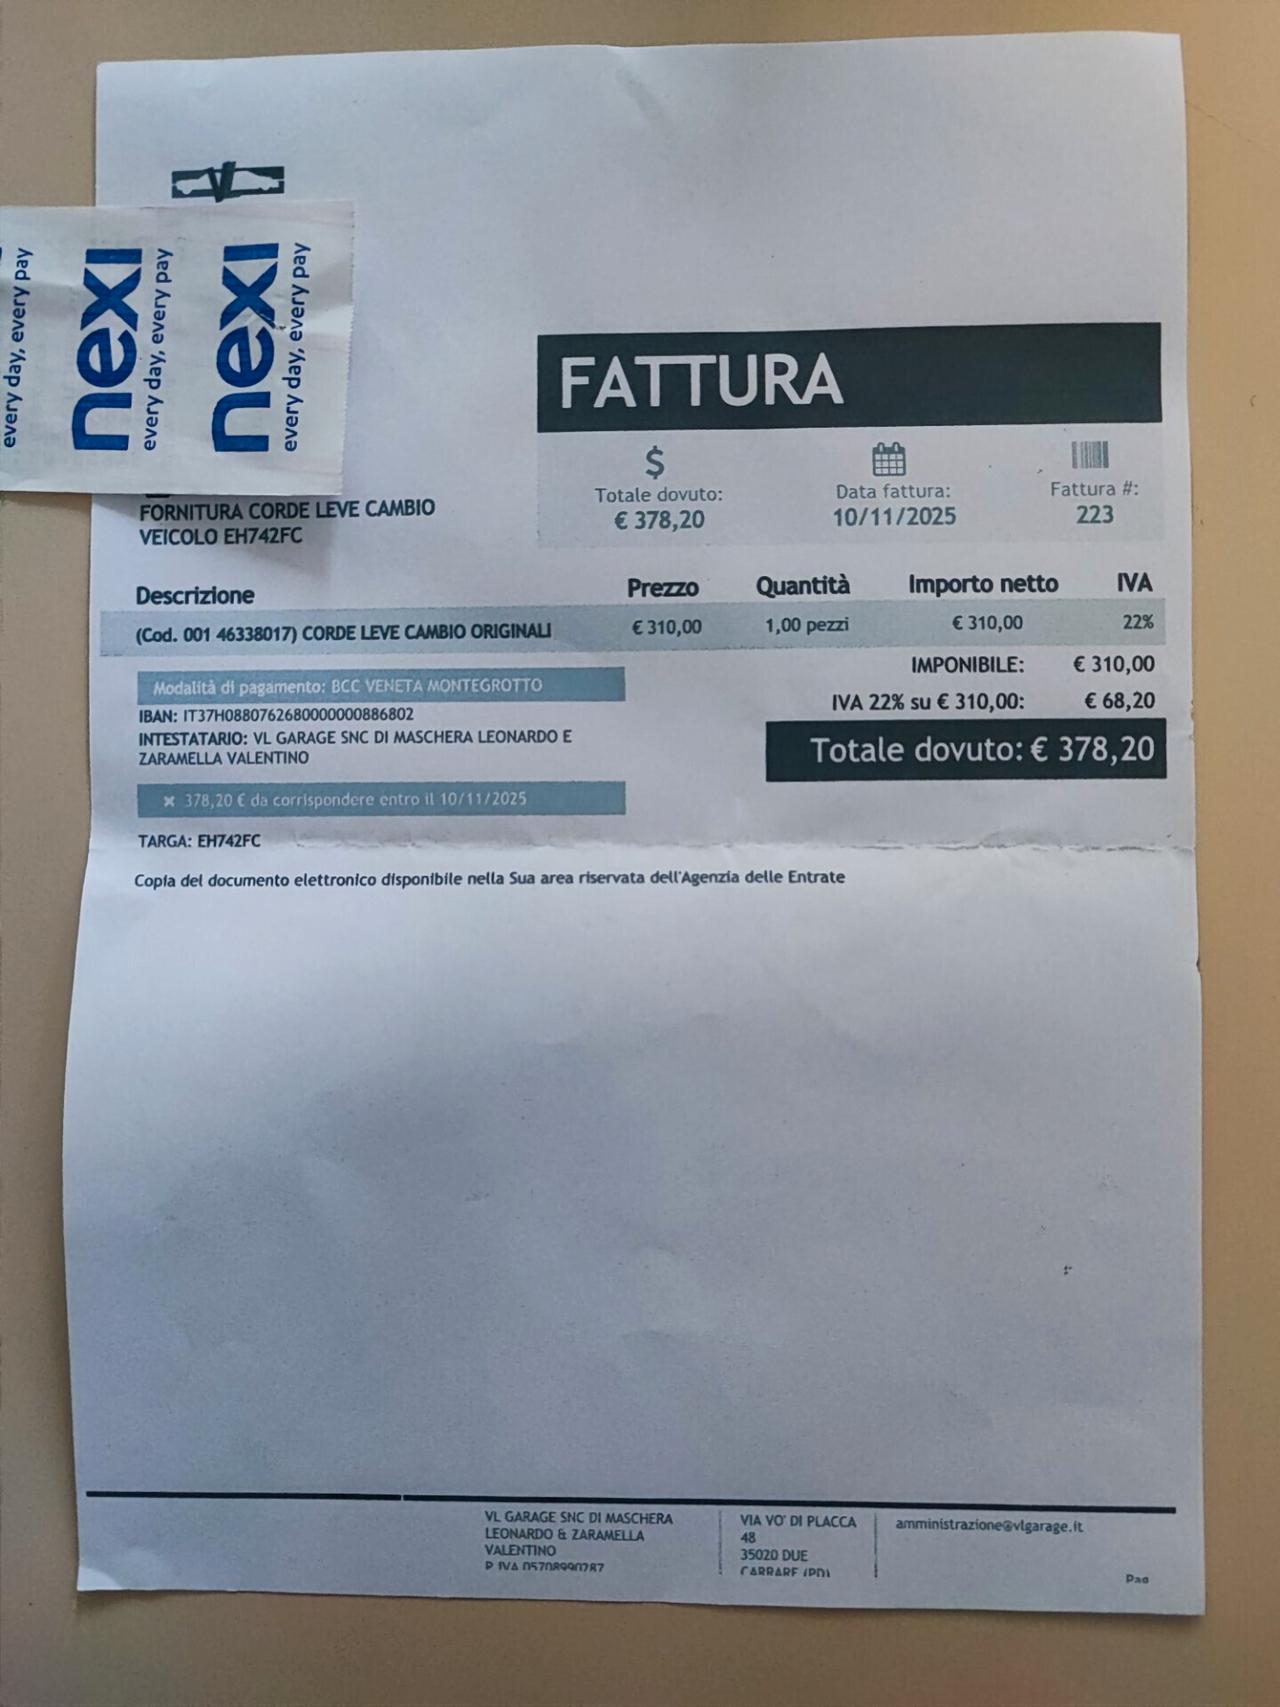 nexi
every day, every pay
nexi
every day, every pay
every day, every pay
FATTURA
$
Totale dovuto:
€ 378,20
Data fattura:
10/11/2025
Fattura #:
223
FORNITURA CORDE LEVE CAMBIO
VEICOLO EH742FC
Descrizione Prezzo Quantità Importo netto IVA
(Cod. 001 46338017) CORDE LEVE CAMBIO ORIGINALI € 310,00 1,00 pezzi € 310,00 22%
IMPONIBILE: € 310,00
IVA 22% su € 310,00: € 68,20
Totale dovuto: € 378,20
Modalità di pagamento: BCC VENETA MONTEGROTTO
IBAN: IT37H0880762680000000886802
INTESTATARIO: VL GARAGE SNC DI MASCHERA LEONARDO E
ZARAMELLA VALENTINO
× 378,20 € da corrispondere entro il 10/11/2025
TARGA: EH742FC
Copia del documento elettronico disponibile nella Sua area riservata dell'Agenzia delle Entrate
VL GARAGE SNC DI MASCHERA
LEONARDO & ZARAMELLA
VALENTINO
P IVA 05708990287
VIA VO' DI PLACCA
48
35020 DUE
CARRARE (PD)
amministrazione@vlgarage.it
Pag